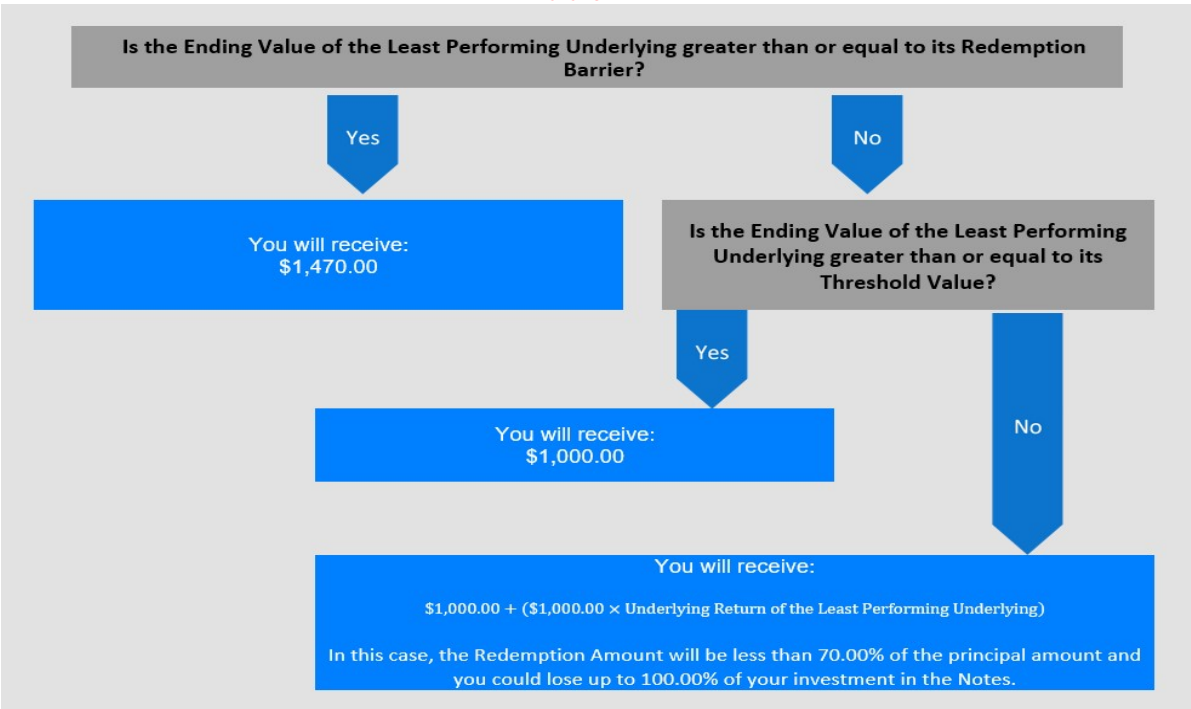 Is the Ending Value of the Least Performing Underlying greater than or equal to its Redemption
Barrier?
Yes
No
You will receive:
$1,470.00
Is the Ending Value of the Least Performing
Underlying greater than or equal to its
Threshold Value?
Yes
No
You will receive:
$1,000.00
You will receive:
$1,000.00 + ($1,000.00 × Underlying Return of the Least Performing Underlying)
In this case, the Redemption Amount will be less than 70.00% of the principal amount and
you could lose up to 100.00% of your investment in the Notes.